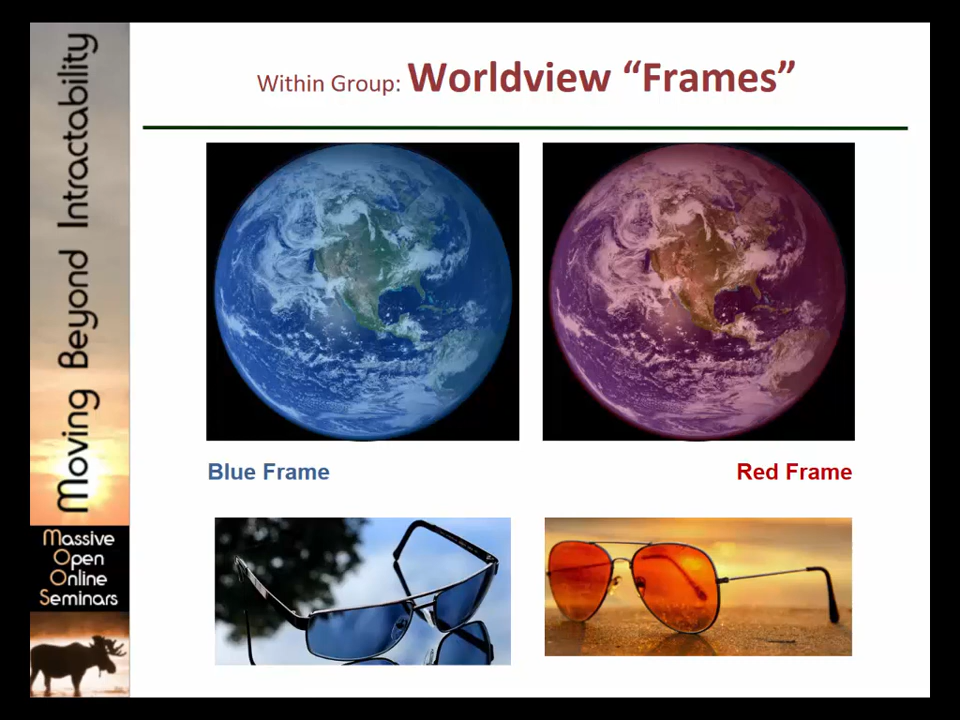 Moving Beyond Intractability
Massive
Open
Online
Seminars
Within Group: Worldview “Frames”
Blue Frame
Red Frame